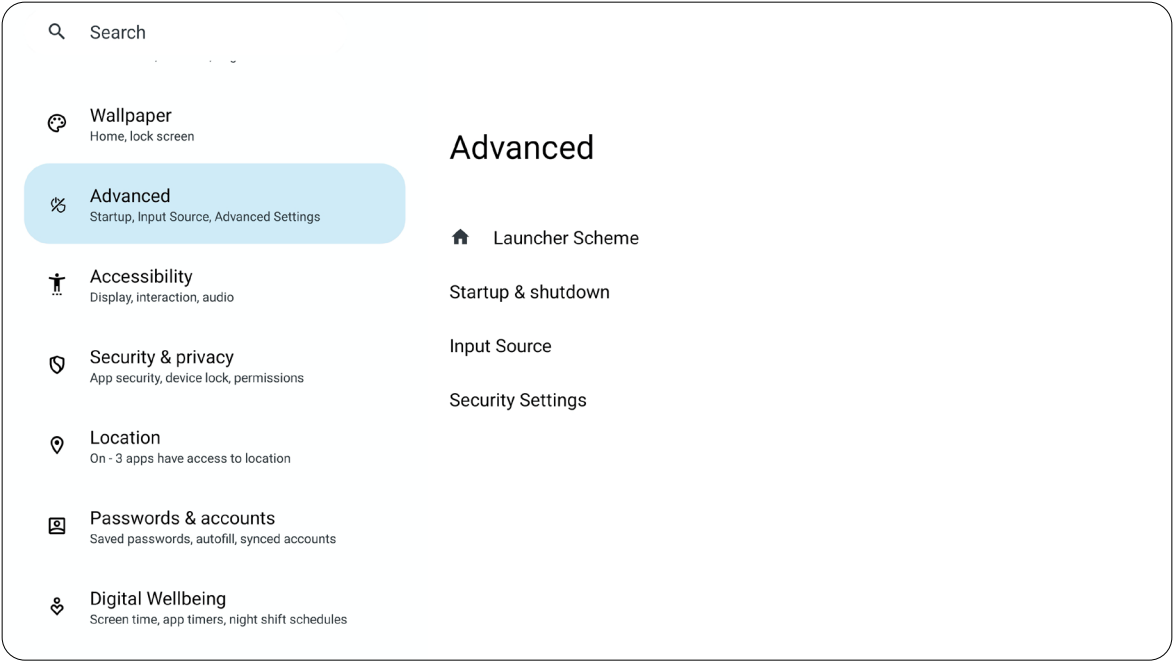 Search
Wallpaper
Home, lock screen
Advanced
Startup, Input Source, Advanced Settings
Accessibility
Display, interaction, audio
Security & privacy
App security, device lock, permissions
Location
On - 3 apps have access to location
Passwords & accounts
Saved passwords, autofill, synced accounts
Digital Wellbeing
Screen time, app timers, night shift schedules
Advanced
Launcher Scheme
Startup & shutdown
Input Source
Security Settings